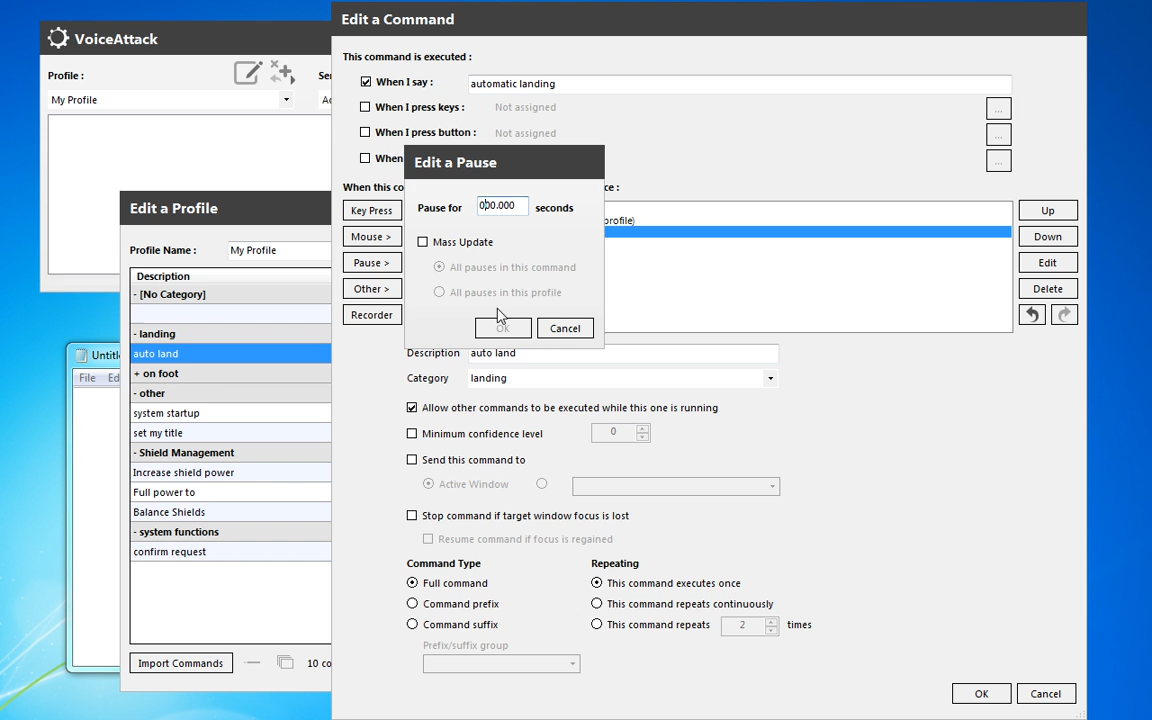 Edit a Command
VoiceAttack
This command is executed :
Profile :
When I say :
automatic landing
My Profile
When I press keys :
Not assigned
...
When I press button :
Not assigned
...
When
...
Edit a Pause
When this co
ce :
Edit a Profile
Pause for
000.000
seconds
Key Press
profile)
Up
Mouse >
Down
Profile Name :
My Profile
Mass Update
Pause >
Edit
Description
All pauses in this command
- [No Category]
Other >
All pauses in this profile
Delete
Recorder
OK
Cancel
- landing
auto land
Description
auto land
Untitl
+ on foot
Category
landing
File
Ed
- other
system startup
Allow other commands to be executed while this one is running
set my title
Minimum confidence level
0
- Shield Management
Send this command to
Increase shield power
Active Window
Full power to
Balance Shields
Stop command if target window focus is lost
- system functions
Resume command if focus is regained
confirm request
Command Type
Repeating
Full command
This command executes once
Command prefix
This command repeats continuously
Command suffix
This command repeats
2
times
Prefix/suffix group
Import Commands
10 co
OK
Cancel